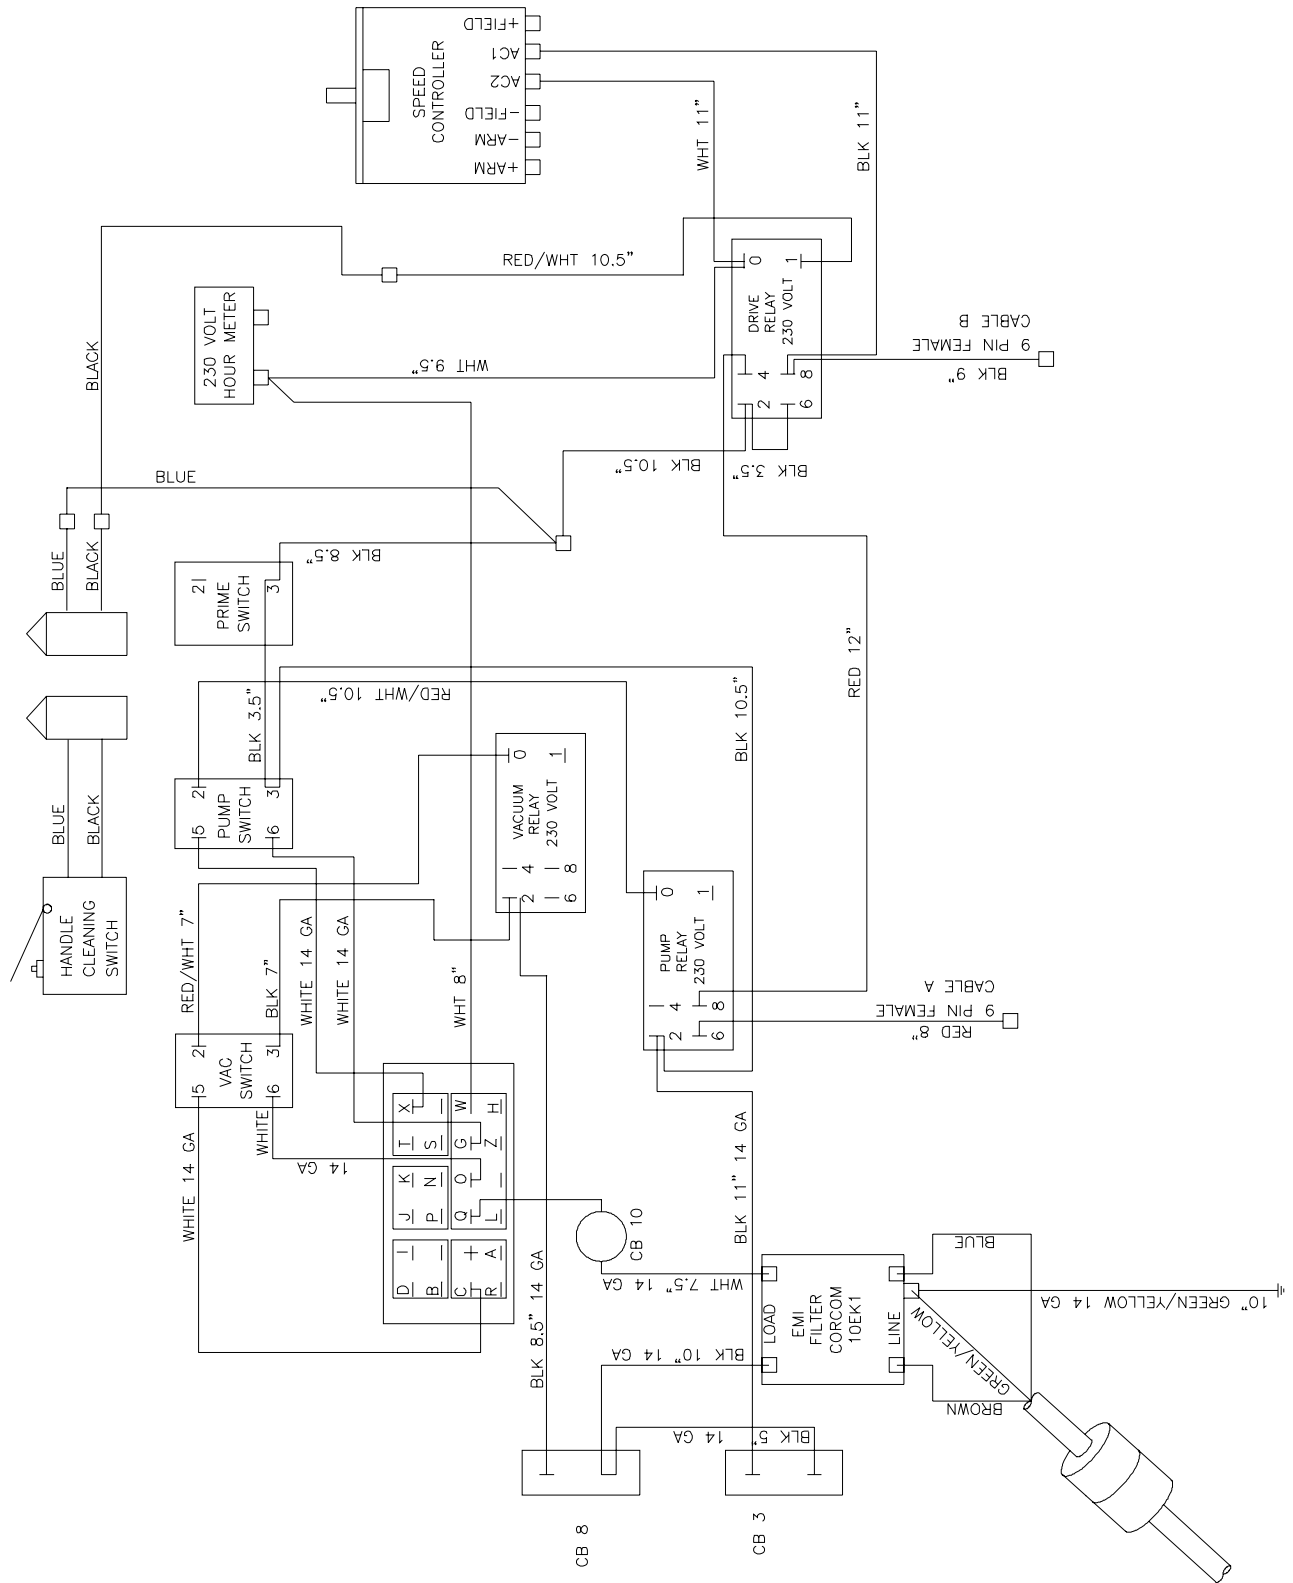 +FIELD
AC1
AC2
-FIELD
-ARM
+ARM
SPEED
CONTROLLER
WHT 11"
BLK 11"
RED/WHT 10.5"
230 VOLT
HOUR METER
BLACK
WHT 9.5"
0
1
DRIVE
RELAY
230 VOLT
4
8
2
6
CABLE B
9 PIN FEMALE
BLK 9"
BLK 10.5"
BLK 3.5"
BLUE
BLUE
BLACK
BLK 8.5"
2
3
PRIME
SWITCH
RED 12"
BLK 3.5"
RED/WHT 10.5"
BLK 10.5"
BLUE
BLACK
2
3
PUMP
SWITCH
5
6
0
1
VACUUM
RELAY
230 VOLT
4
8
2
6
HANDLE
CLEANING
SWITCH
RED/WHT 7"
BLK 7"
WHITE 14 GA
WHITE 14 GA
WHT 8"
0
1
PUMP
RELAY
230 VOLT
4
8
2
6
CABLE A
9 PIN FEMALE
RED 8"
2
3
VAC
SWITCH
5
6
WHITE 14 GA
WHITE
14 GA
X
T
S
W
H
G
Z
K
N
O
J
P
Q
L
I
D
B
+
A
C
R
BLK 11" 14 GA
CB 10
WHT 7.5" 14 GA
BLK 8.5" 14 GA
BLK 10" 14 GA
LOAD
EMI
FILTER
CORCOM
10EK1
LINE
BLUE
10" GREEN/YELLOW 14 GA
GREEN/YELLOW
BROWN
BLK 5" 14 GA
CB 8
CB 3